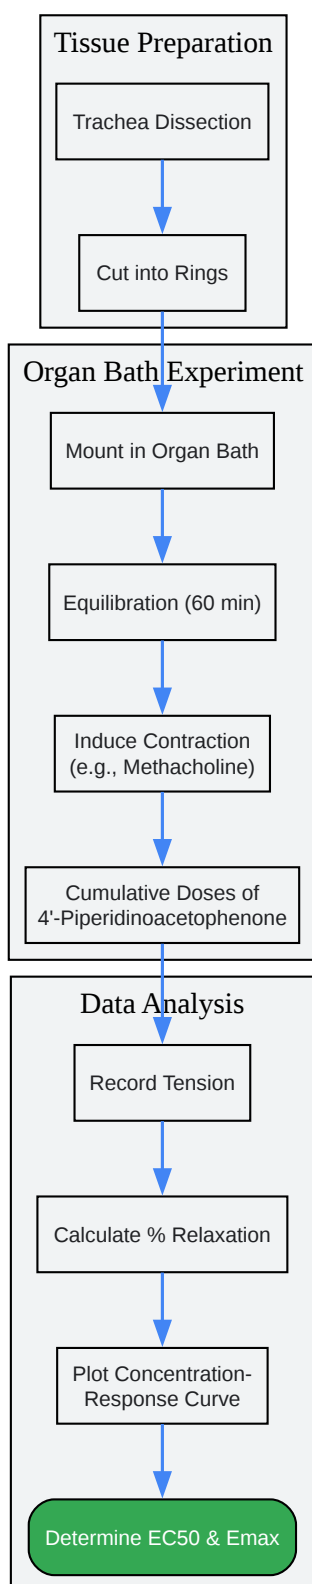 Tissue Preparation
Trachea Dissection
Cut into Rings
Organ Bath Experiment
Mount in Organ Bath
Equilibration (60 min)
Induce Contraction
(e.g., Methacholine)
Cumulative Doses of
4'-Piperidinoacetophenone
Data Analysis
Record Tension
Calculate % Relaxation
Plot Concentration-
Response Curve
Determine EC50 & Emax